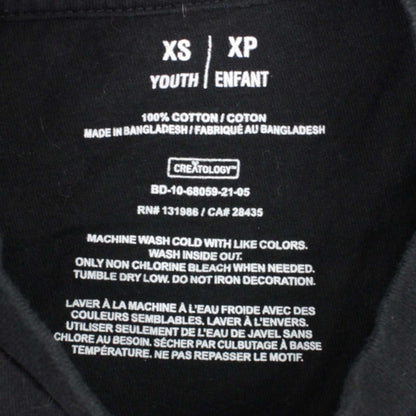 XS | XP
YOUTH | ENFANT
100% COTTON / COTON
MADE IN BANGLADESH / FABRIQUÉ AU BANGLADESH
CREATOLOGY™
BD-10-68059-21-05
RN# 131986 / CA# 28435
MACHINE WASH COLD WITH LIKE COLORS.
WASH INSIDE OUT.
ONLY NON CHLORINE BLEACH WHEN NEEDED.
TUMBLE DRY LOW. DO NOT IRON DECORATION.
LAVER À LA MACHINE À L'EAU FROIDE AVEC DES
COULEURS SEMBLABLES. LAVER À L'ENVERS.
UTILISER SEULEMENT DE L'EAU DE JAVEL SANS
CHLORE AU BESOIN. SÉCHER PAR CULBUTAGE À BASSE
TEMPÉRATURE. NE PAS REPASSER LE MOTIF.